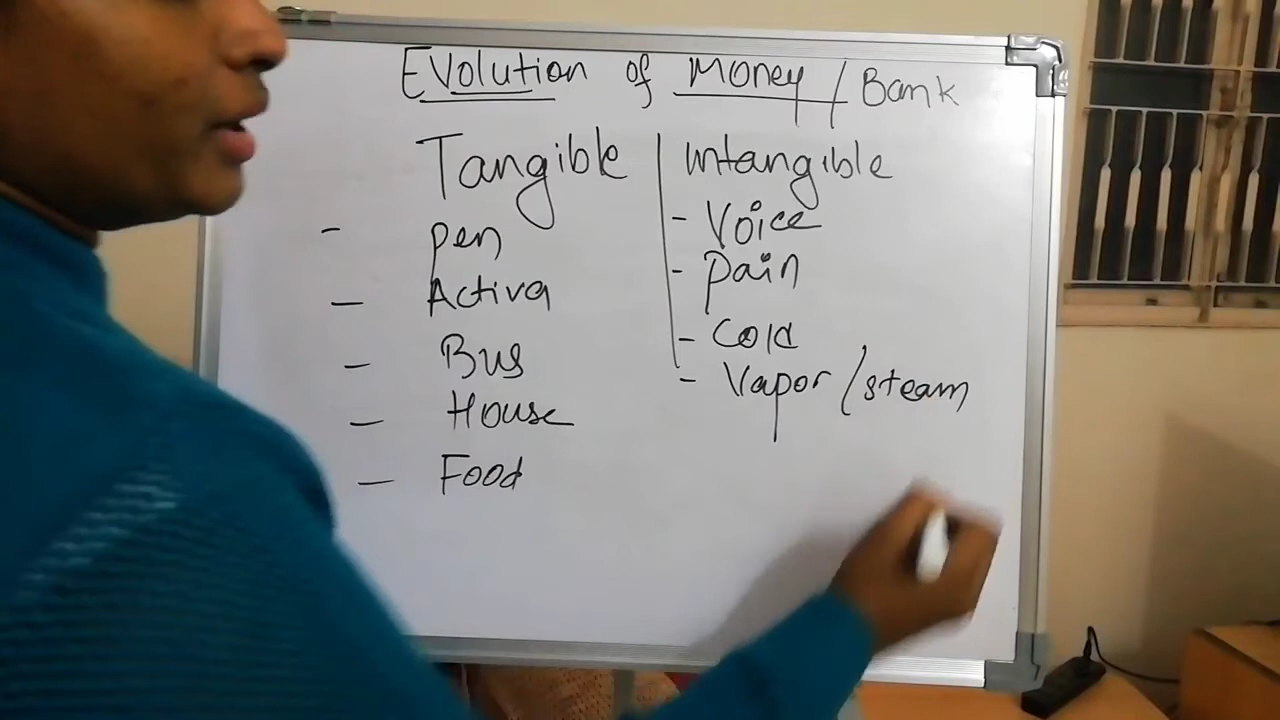 Evolution of Money / Bank
Tangible | Intangible
- Pen
- Activa
- Bus
- House
- Food
- Voice
- Pain
- Cold
- Vapor / steam